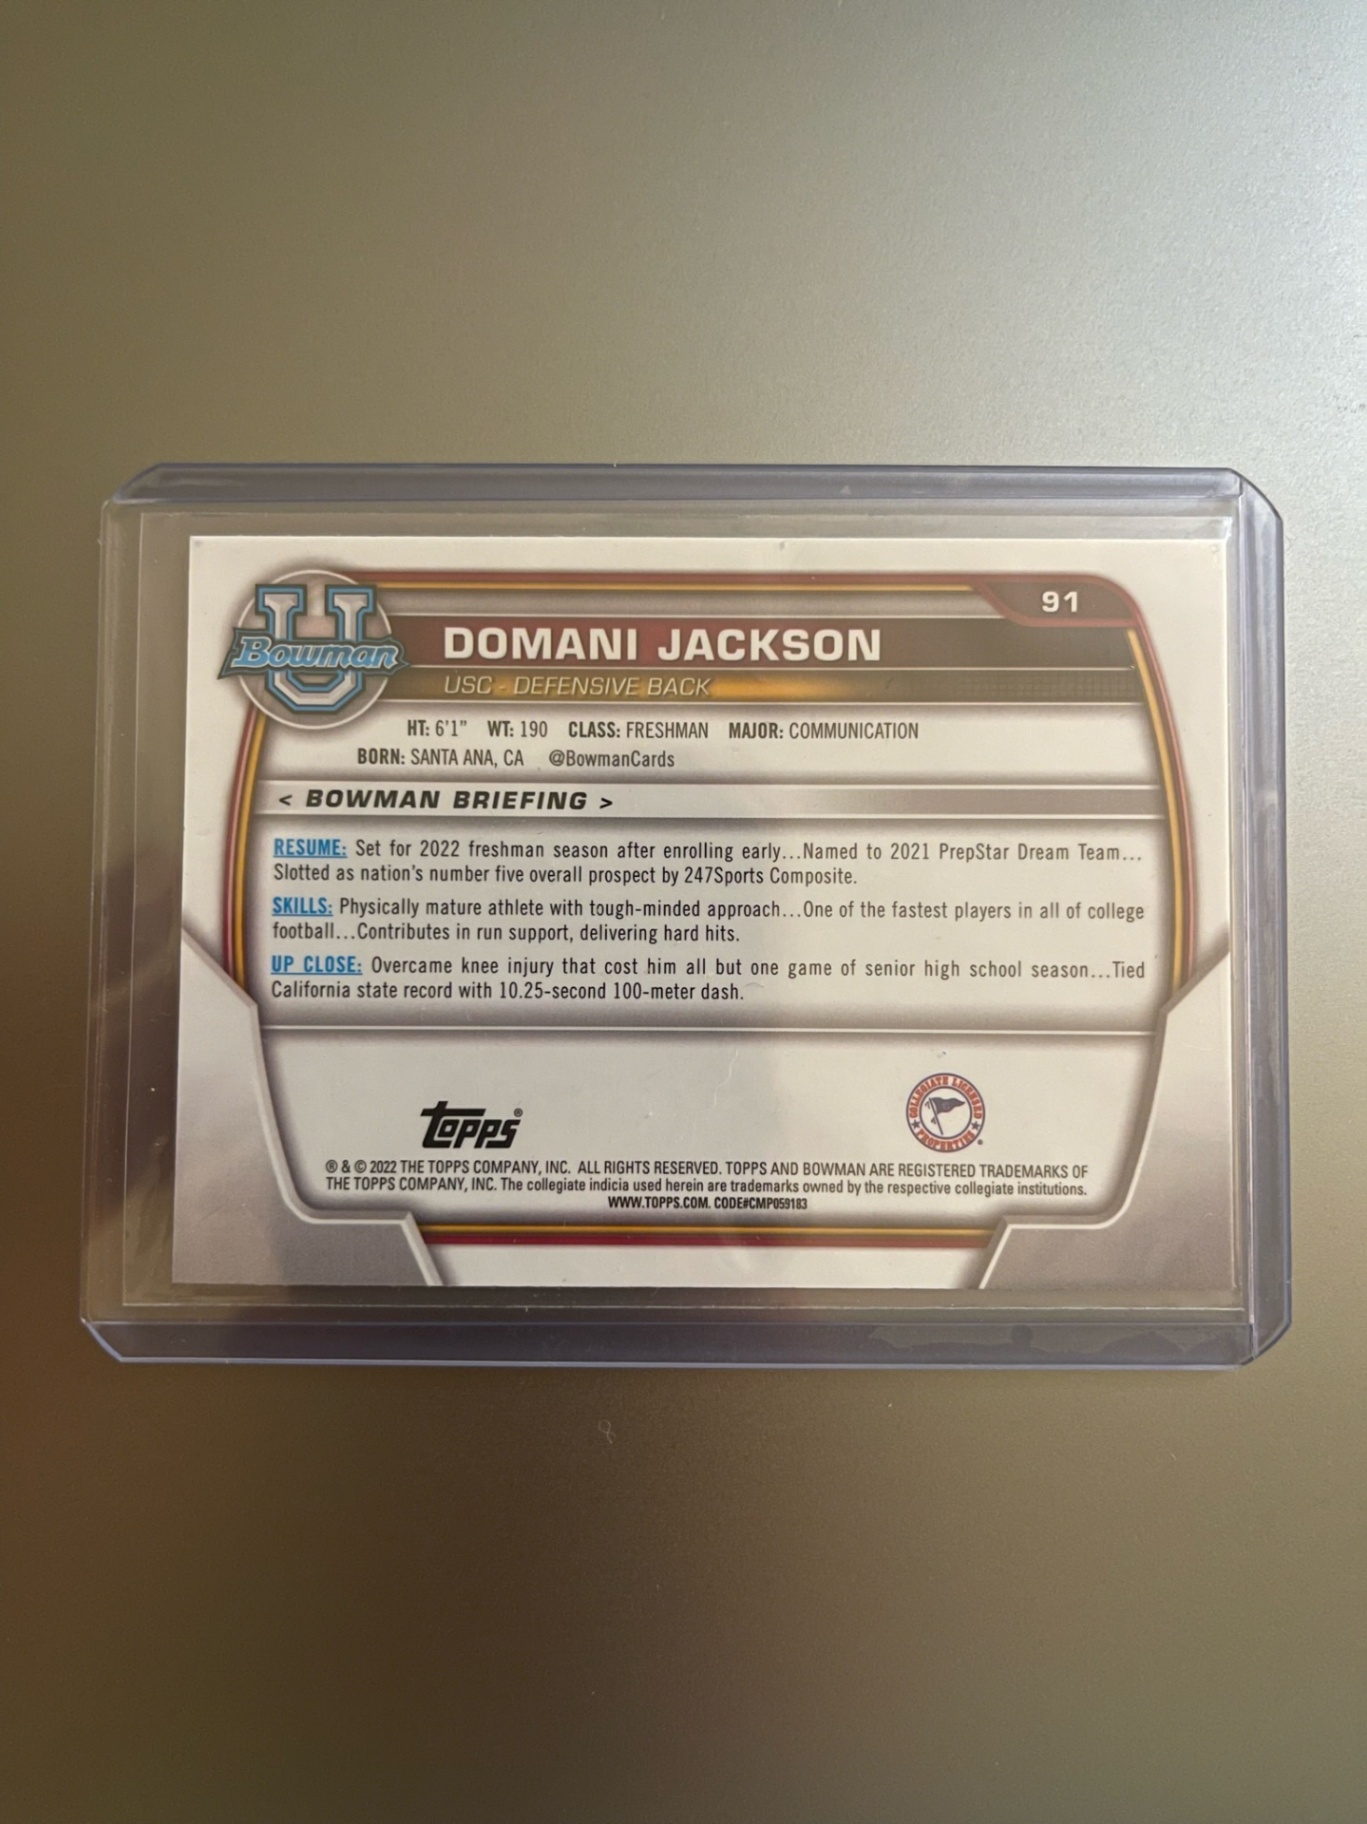 91
U
Bowman
DOMANI JACKSON
USC - DEFENSIVE BACK
HT: 6'1" WT: 190 CLASS: FRESHMAN MAJOR: COMMUNICATION
BORN: SANTA ANA, CA @BowmanCards
< BOWMAN BRIEFING >
RESUME: Set for 2022 freshman season after enrolling early...Named to 2021 PrepStar Dream Team...
Slotted as nation's number five overall prospect by 247Sports Composite.
SKILLS: Physically mature athlete with tough-minded approach...One of the fastest players in all of college
football...Contributes in run support, delivering hard hits.
UP CLOSE: Overcame knee injury that cost him all but one game of senior high school season...Tied
California state record with 10.25-second 100-meter dash.
topps®
COLLEGIATE LICENSED PROPERTIES®
® & © 2022 THE TOPPS COMPANY, INC. ALL RIGHTS RESERVED. TOPPS AND BOWMAN ARE REGISTERED TRADEMARKS OF
THE TOPPS COMPANY, INC. The collegiate indicia used herein are trademarks owned by the respective collegiate institutions.
WWW.TOPPS.COM. CODE#CMP059183